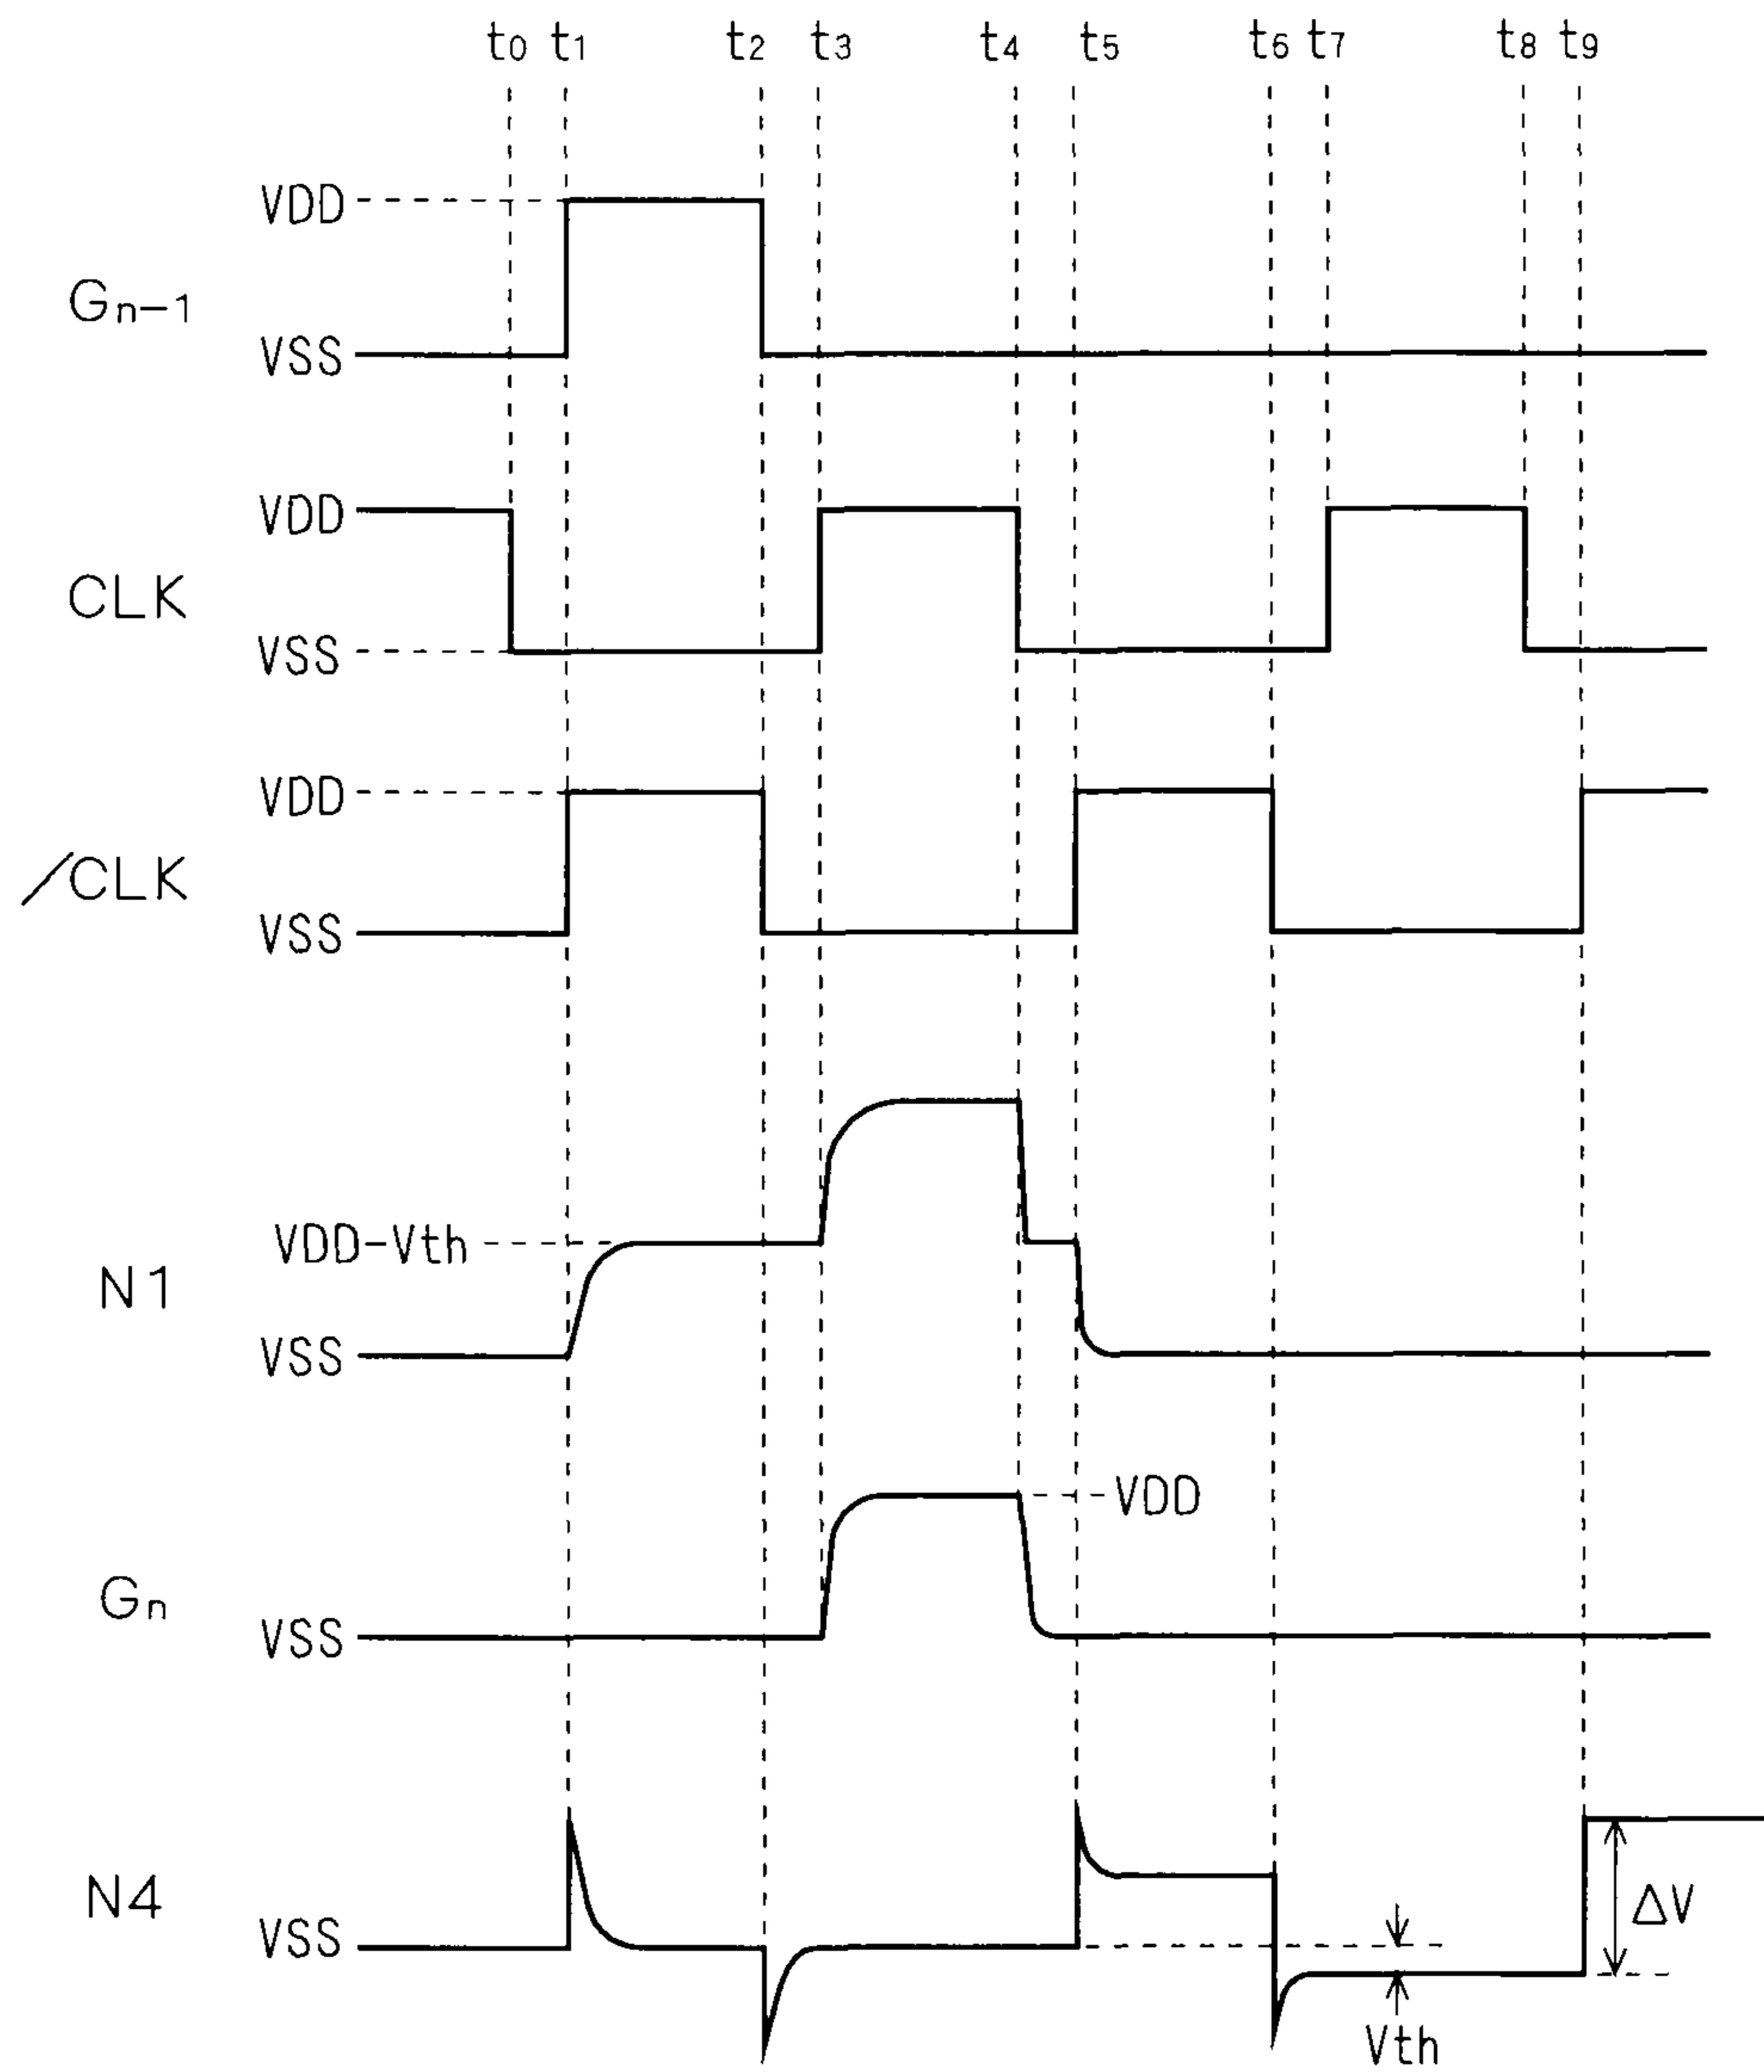 t0 t1 t2 t3 t4 t5 t6 t7 t8 t9
VDD
Gn-1
VSS
VDD
CLK
VSS
VDD
/CLK
VSS
VDD-Vth
N1
VSS
VDD
Gn
VSS
N4
ΔV
VSS
Vth